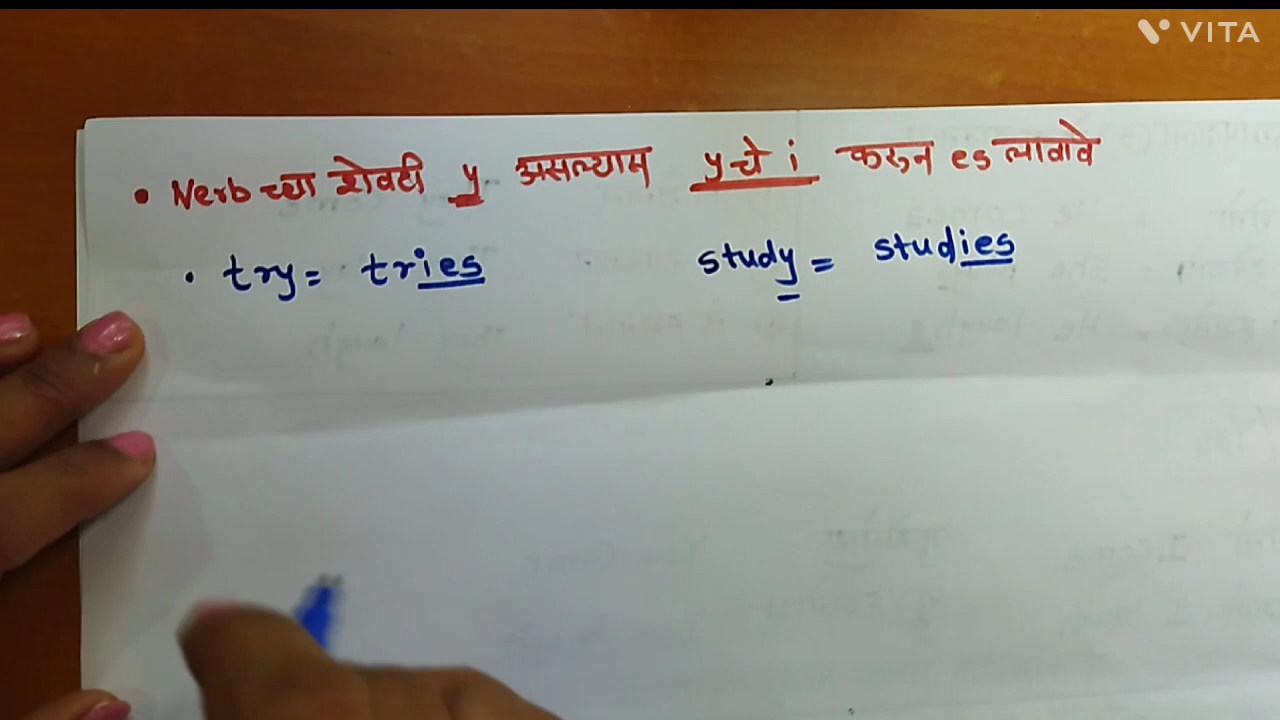 VITA
• Verb च्या शेवटी y असल्यास y चे i करुन es लावावे
• try = tries study = studies